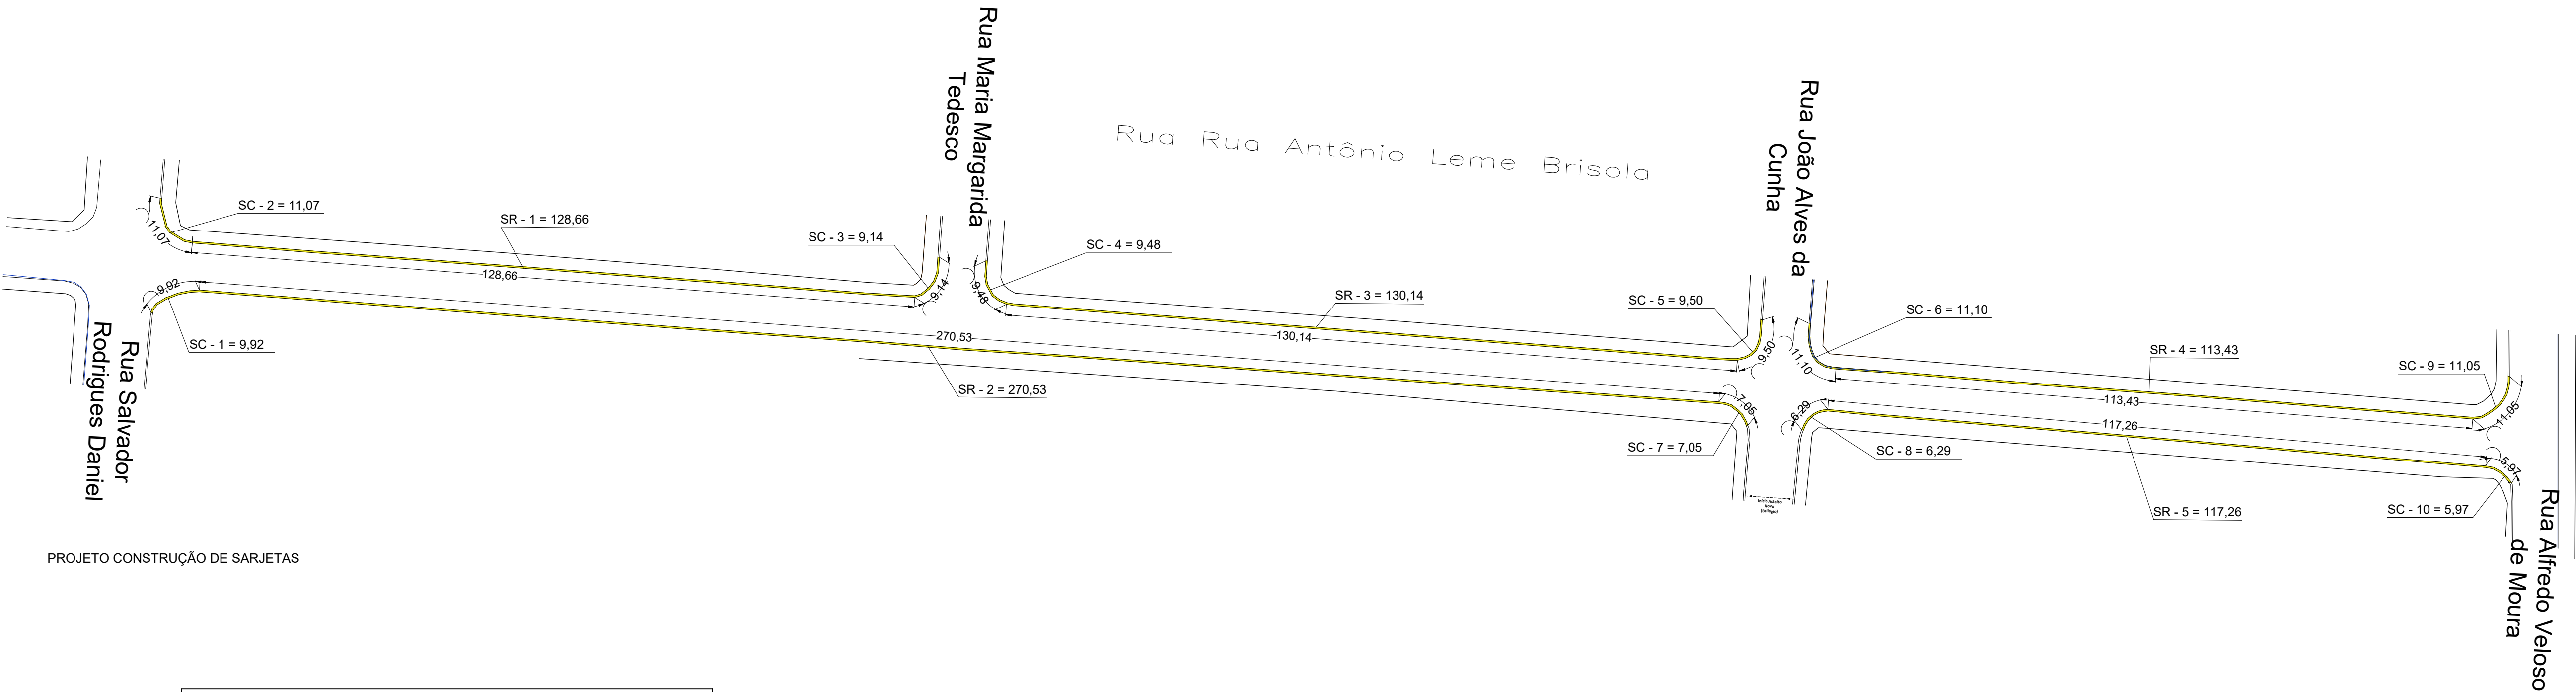 Rua Maria Margarida
Tedesco
Rua Rua Antônio Leme Brisola
Rua João Alves da
Cunha
SC - 2 = 11,07
11,07
SR - 1 = 128,66
128,66
SC - 3 = 9,14
9,14
SC - 4 = 9,48
9,48
SR - 3 = 130,14
130,14
SC - 5 = 9,50
9,50
SC - 6 = 11,10
11,10
SR - 4 = 113,43
113,43
SC - 9 = 11,05
11,05
9,92
SC - 1 = 9,92
270,53
SR - 2 = 270,53
7,05
SC - 7 = 7,05
6,29
SC - 8 = 6,29
117,26
SR - 5 = 117,26
5,97
SC - 10 = 5,97
Rua Salvador
Rodrigues Daniel
Início Asfalto
Novo
Rua Alfredo Veloso
de Moura
PROJETO CONSTRUÇÃO DE SARJETAS